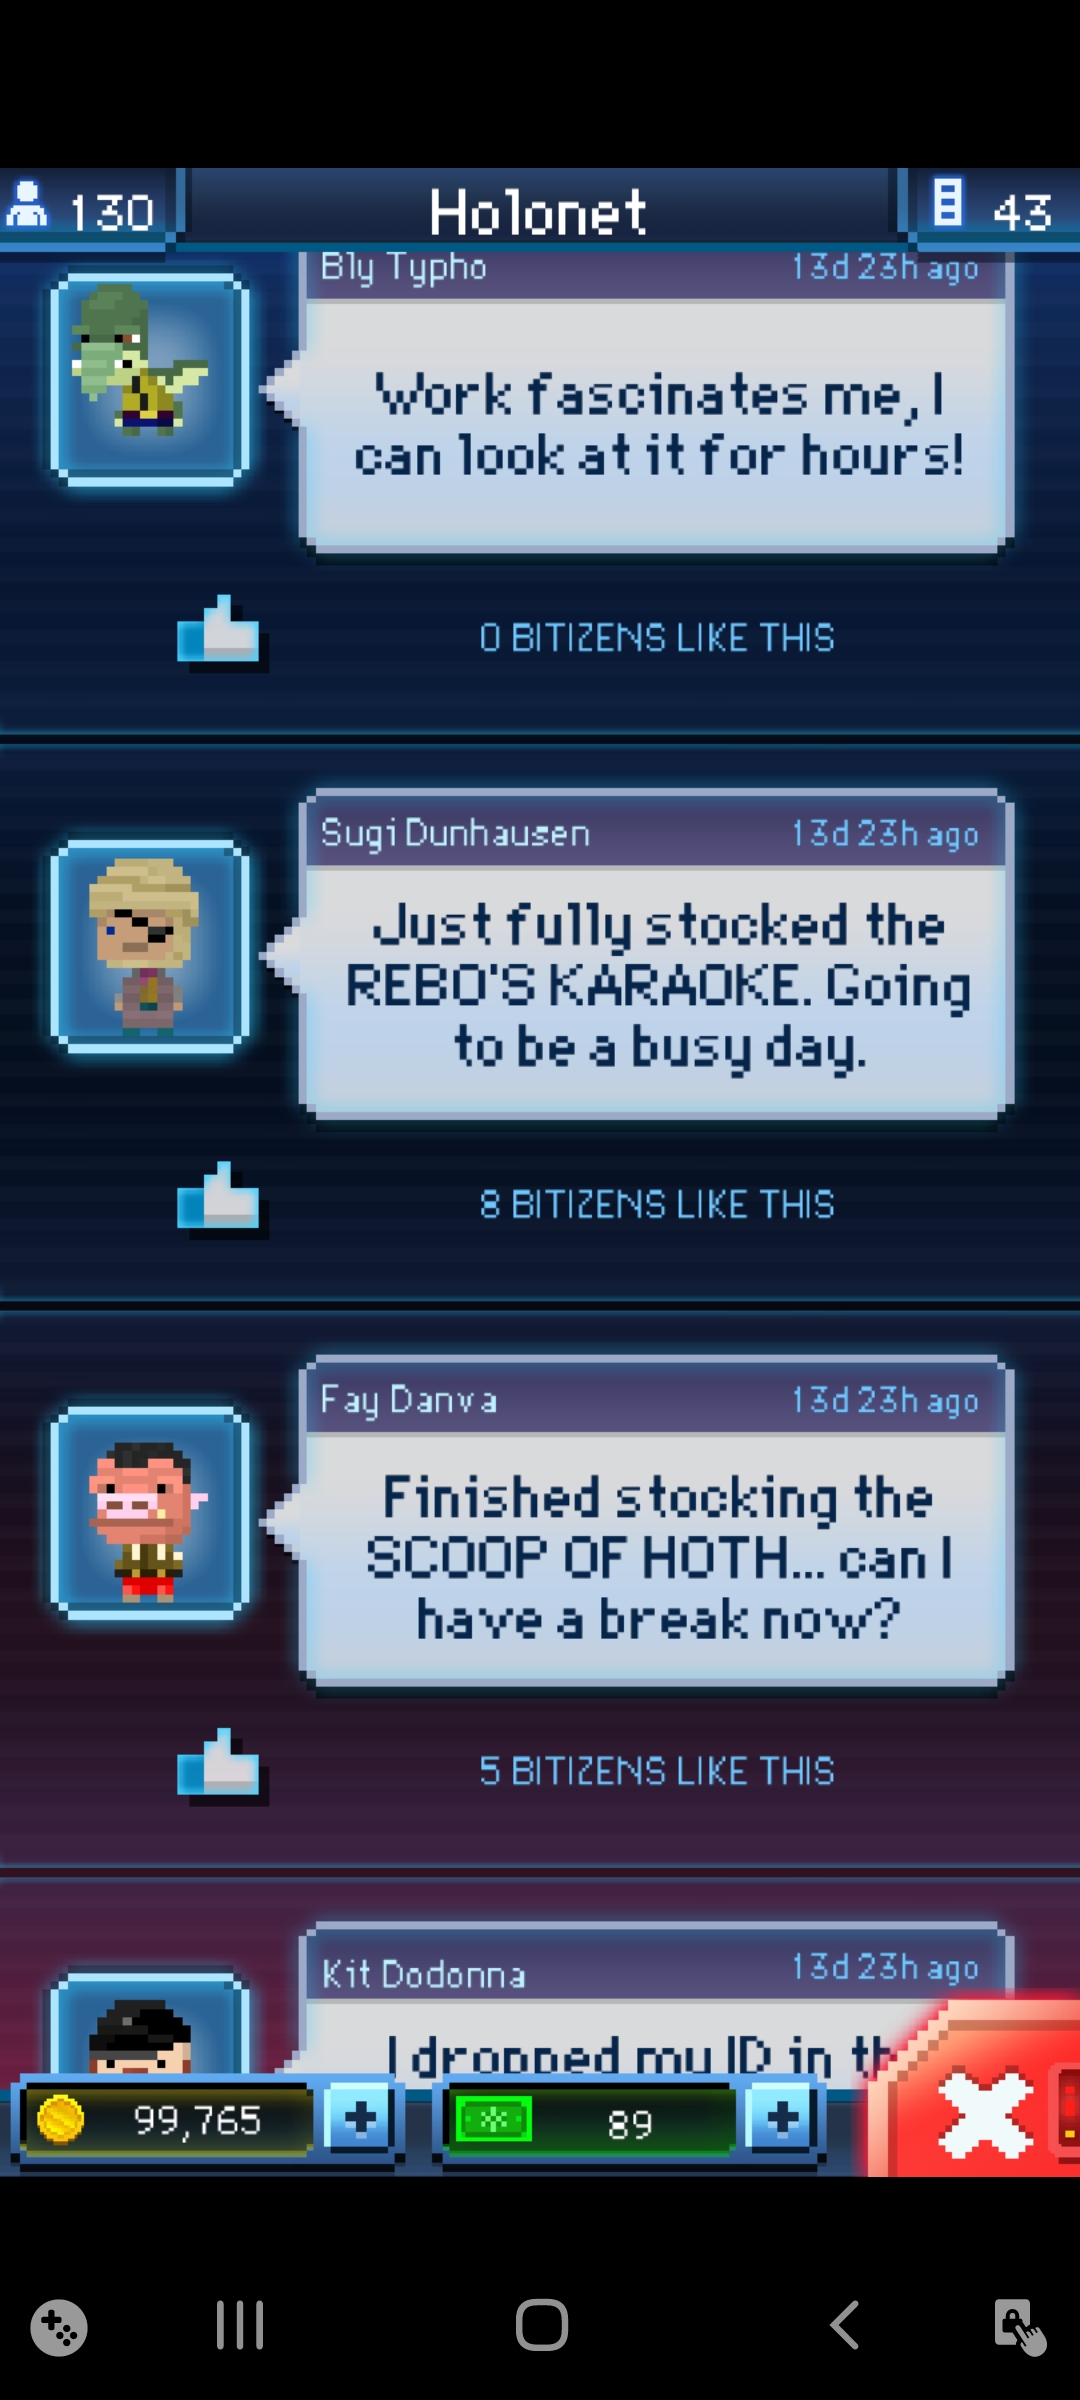 130
Holonet
43
Bly Typho
13d 23h ago
Work fascinates me, I
can look at it for hours!
0 BITIZENS LIKE THIS
Sugi Dunhausen
13d 23h ago
Just fully stocked the
REBO'S KARAOKE. Going
to be a busy day.
8 BITIZENS LIKE THIS
Fay Danva
13d 23h ago
Finished stocking the
SCOOP OF HOTH... can I
have a break now?
5 BITIZENS LIKE THIS
Kit Dodonna
13d 23h ago
I dropped my ID in th
99,765
89